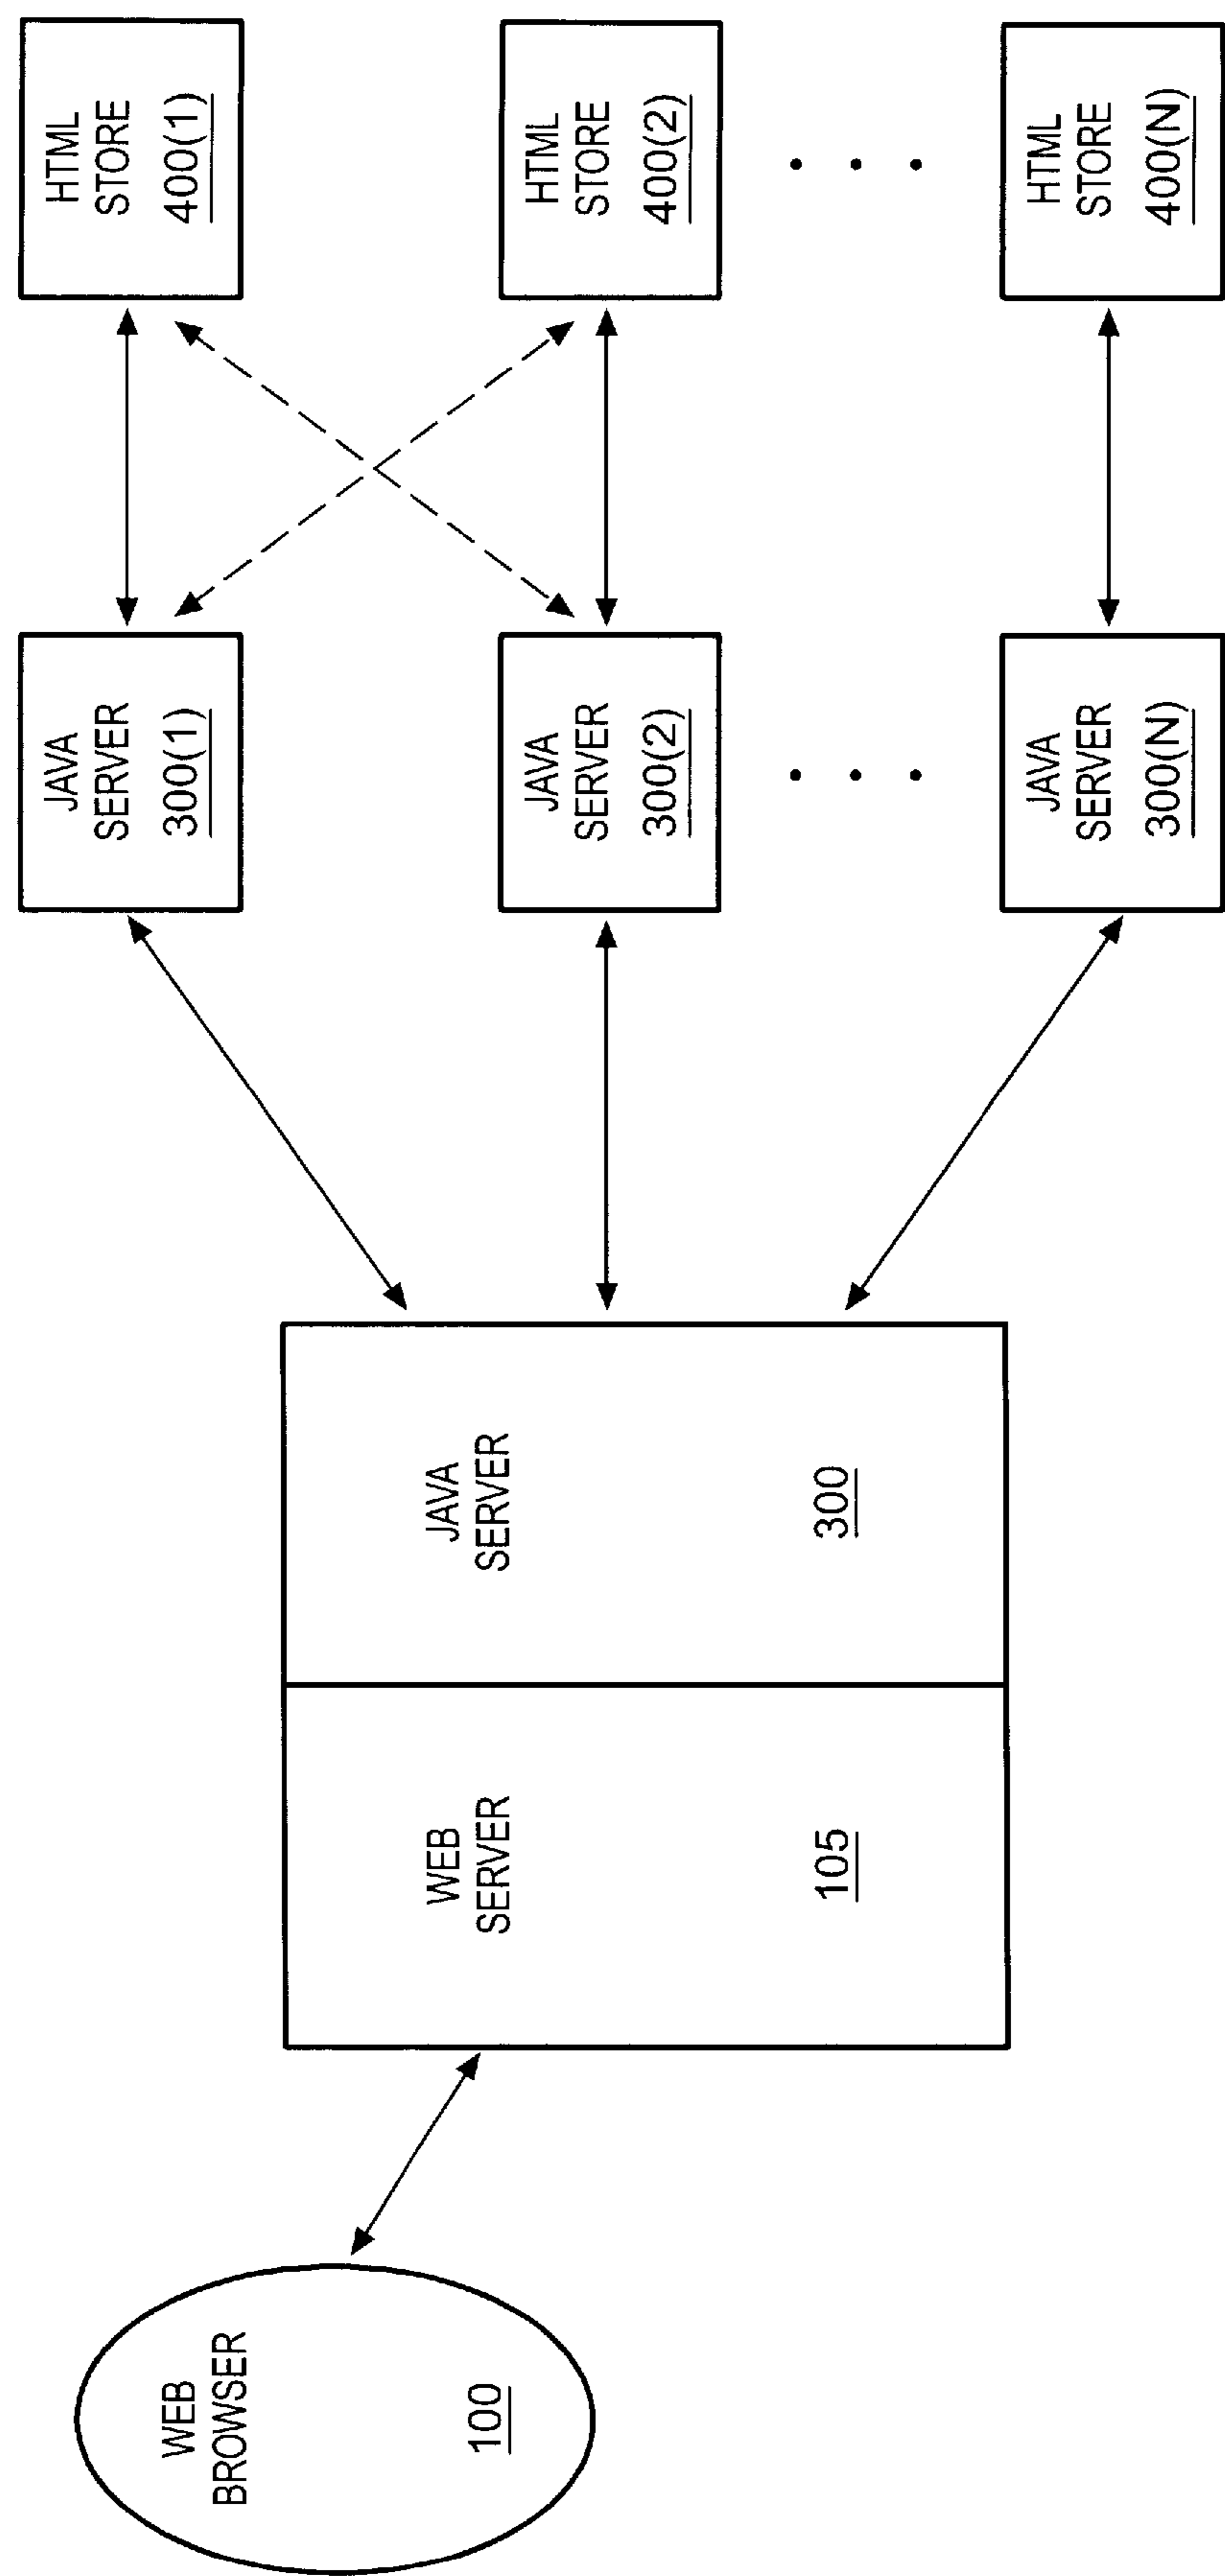 WEB
BROWSER
100
WEB
SERVER
105
JAVA
SERVER
300
JAVA
SERVER
300(1)
JAVA
SERVER
300(2)
JAVA
SERVER
300(N)
HTML
STORE
400(1)
HTML
STORE
400(2)
HTML
STORE
400(N)